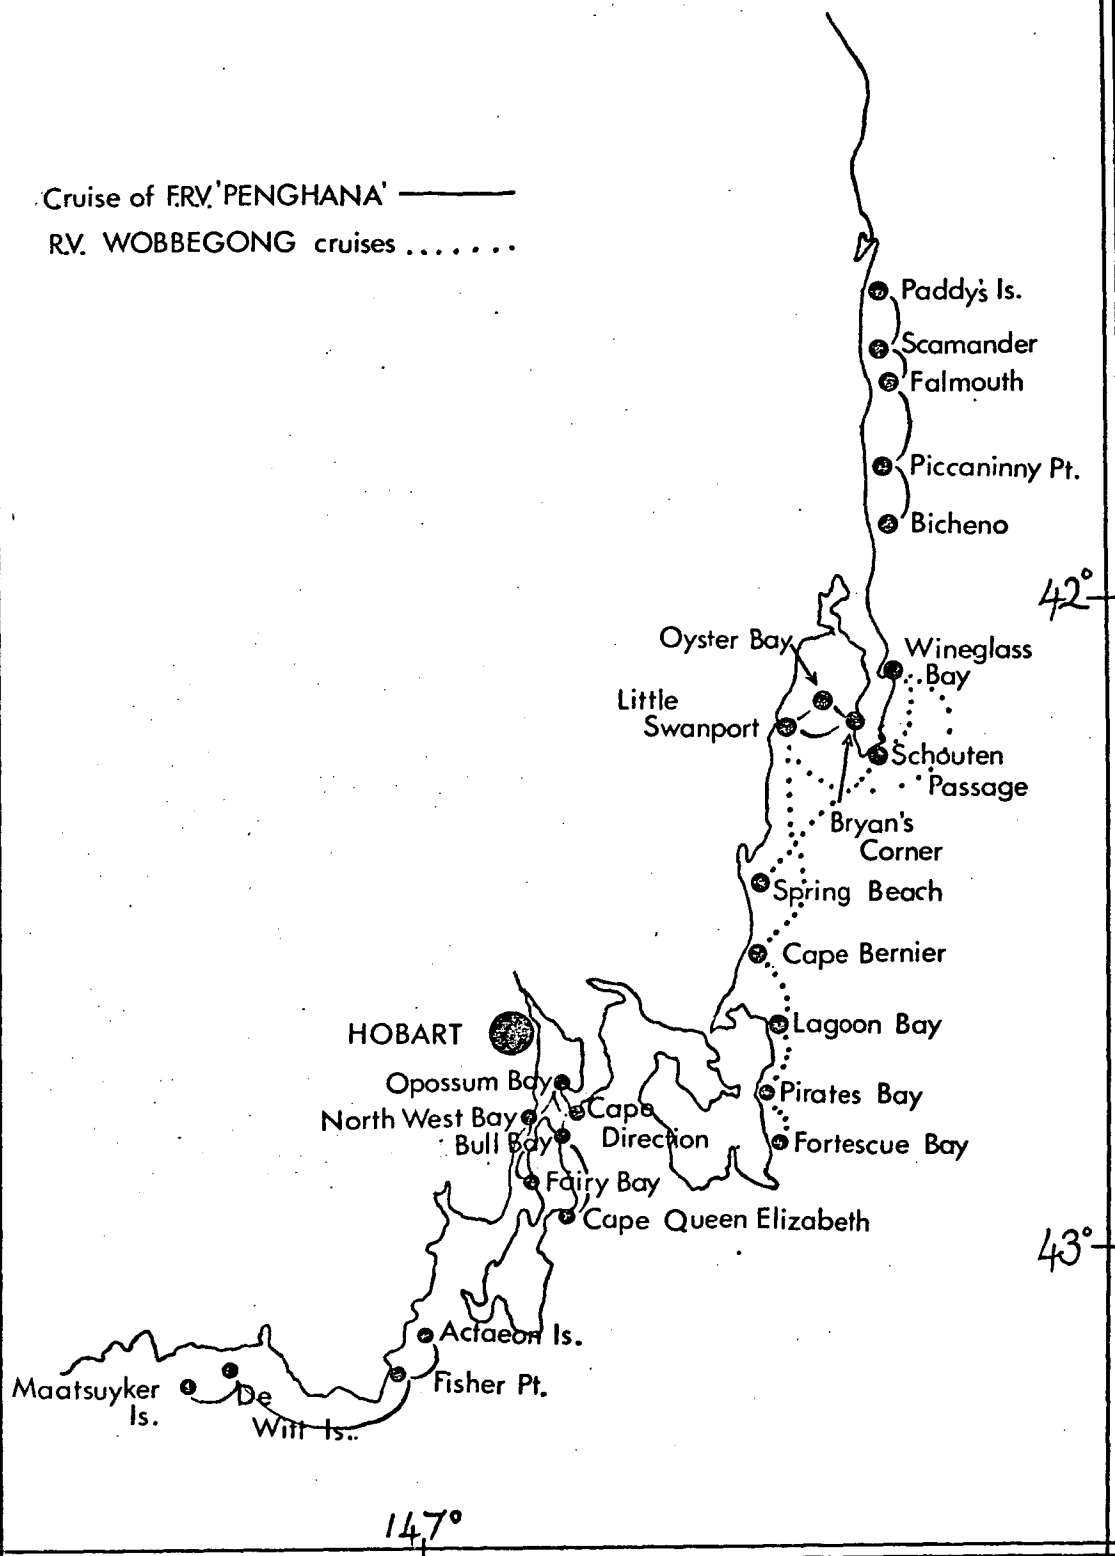 Cruise of F.R.V. 'PENGHANA'
R.V. WOBBEGONG cruises .......
Paddy's Is.
Scamander
Falmouth
Piccaninny Pt.
Bicheno
42°
Oyster Bay
Wineglass
Bay
Little
Swanport
Schouten
Passage
Bryan's
Corner
Spring Beach
Cape Bernier
HOBART
Lagoon Bay
Opossum Bay
Pirates Bay
North West Bay
Cape
Direction
Bull Bay
Fortescue Bay
Fairy Bay
Cape Queen Elizabeth
43°
Actaeon Is.
Fisher Pt.
Maatsuyker
Is.
De
Witt Is..
147°